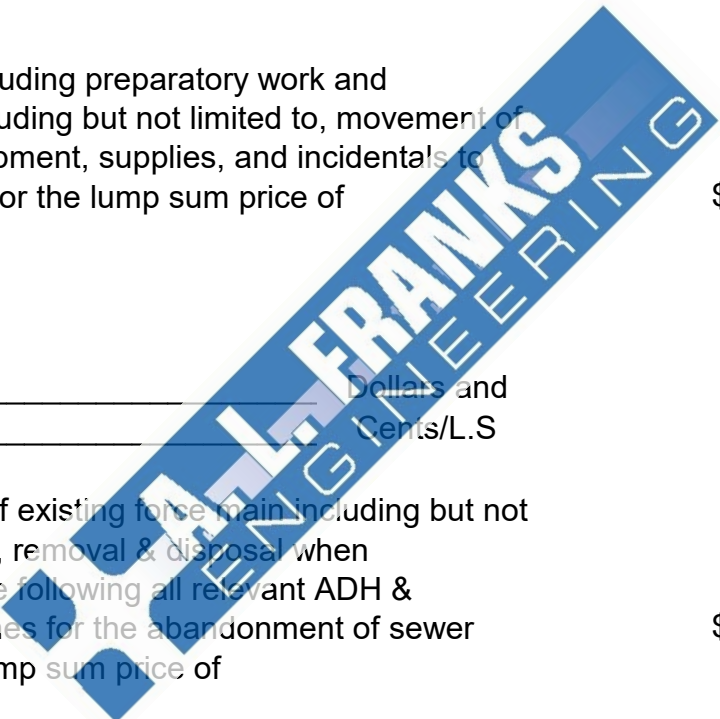 uding preparatory work and
uding but not limited to, movement of
pment, supplies, and incidentals to
or the lump sum price of
$
Dollars and
Cents/L.S
f existing force main including but not
, removal & disposal when
e following all relevant ADH &
es for the abandonment of sewer
$
mp sum price of
A.L. FRANKS
ENGINEERING